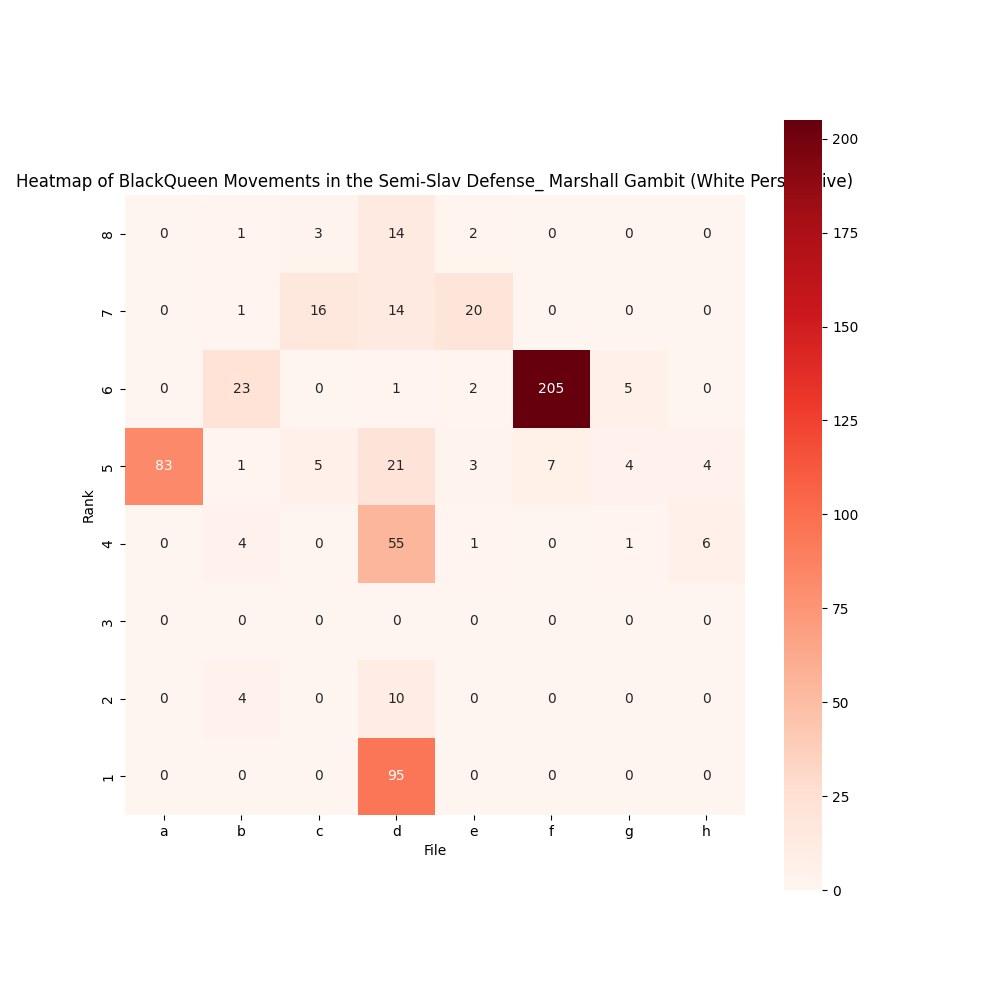 Heatmap of BlackQueen Movements in the Semi-Slav Defense_ Marshall Gambit (White Pers ive)
200
175
150
125
100
75
50
25
0
Rank
8 0 1 3 14 2 0 0 0
7 0 1 16 14 20 0 0 0
6 0 23 0 1 2 205 5 0
5 83 1 5 21 3 7 4 4
4 0 4 0 55 1 0 1 6
3 0 0 0 0 0 0 0 0
2 0 4 0 10 0 0 0 0
1 0 0 0 95 0 0 0 0
a b c d e f g h
File